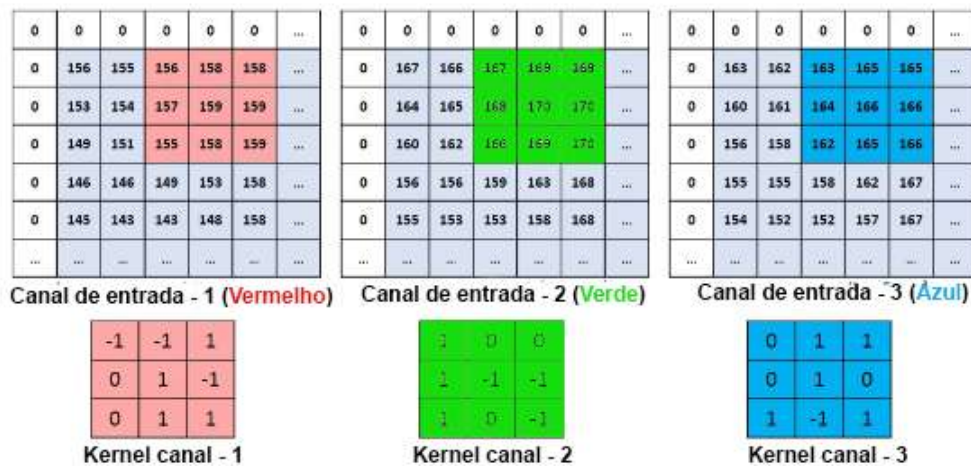 0 0 0 0 0 0 ...
0 156 155 156 158 158 ...
0 153 154 157 159 159 ...
0 149 151 155 158 159 ...
0 146 146 149 153 158 ...
0 145 143 143 148 158 ...
... ... ... ... ... ... ...
Canal de entrada - 1 (Vermelho)
0 0 0 0 0 0 ...
0 167 166 167 169 169 ...
0 164 165 168 170 170 ...
0 160 162 166 169 170 ...
0 156 156 159 163 168 ...
0 155 153 153 158 168 ...
... ... ... ... ... ... ...
Canal de entrada - 2 (Verde)
0 0 0 0 0 0 ...
0 163 162 163 165 165 ...
0 160 161 164 166 166 ...
0 156 158 162 165 166 ...
0 155 155 158 162 167 ...
0 154 152 152 157 167 ...
... ... ... ... ... ... ...
Canal de entrada - 3 (Azul)
-1 -1 1
0 1 -1
0 1 1
Kernel canal - 1
1 0 0
1 -1 -1
1 0 -1
Kernel canal - 2
0 1 1
0 1 0
1 -1 1
Kernel canal - 3